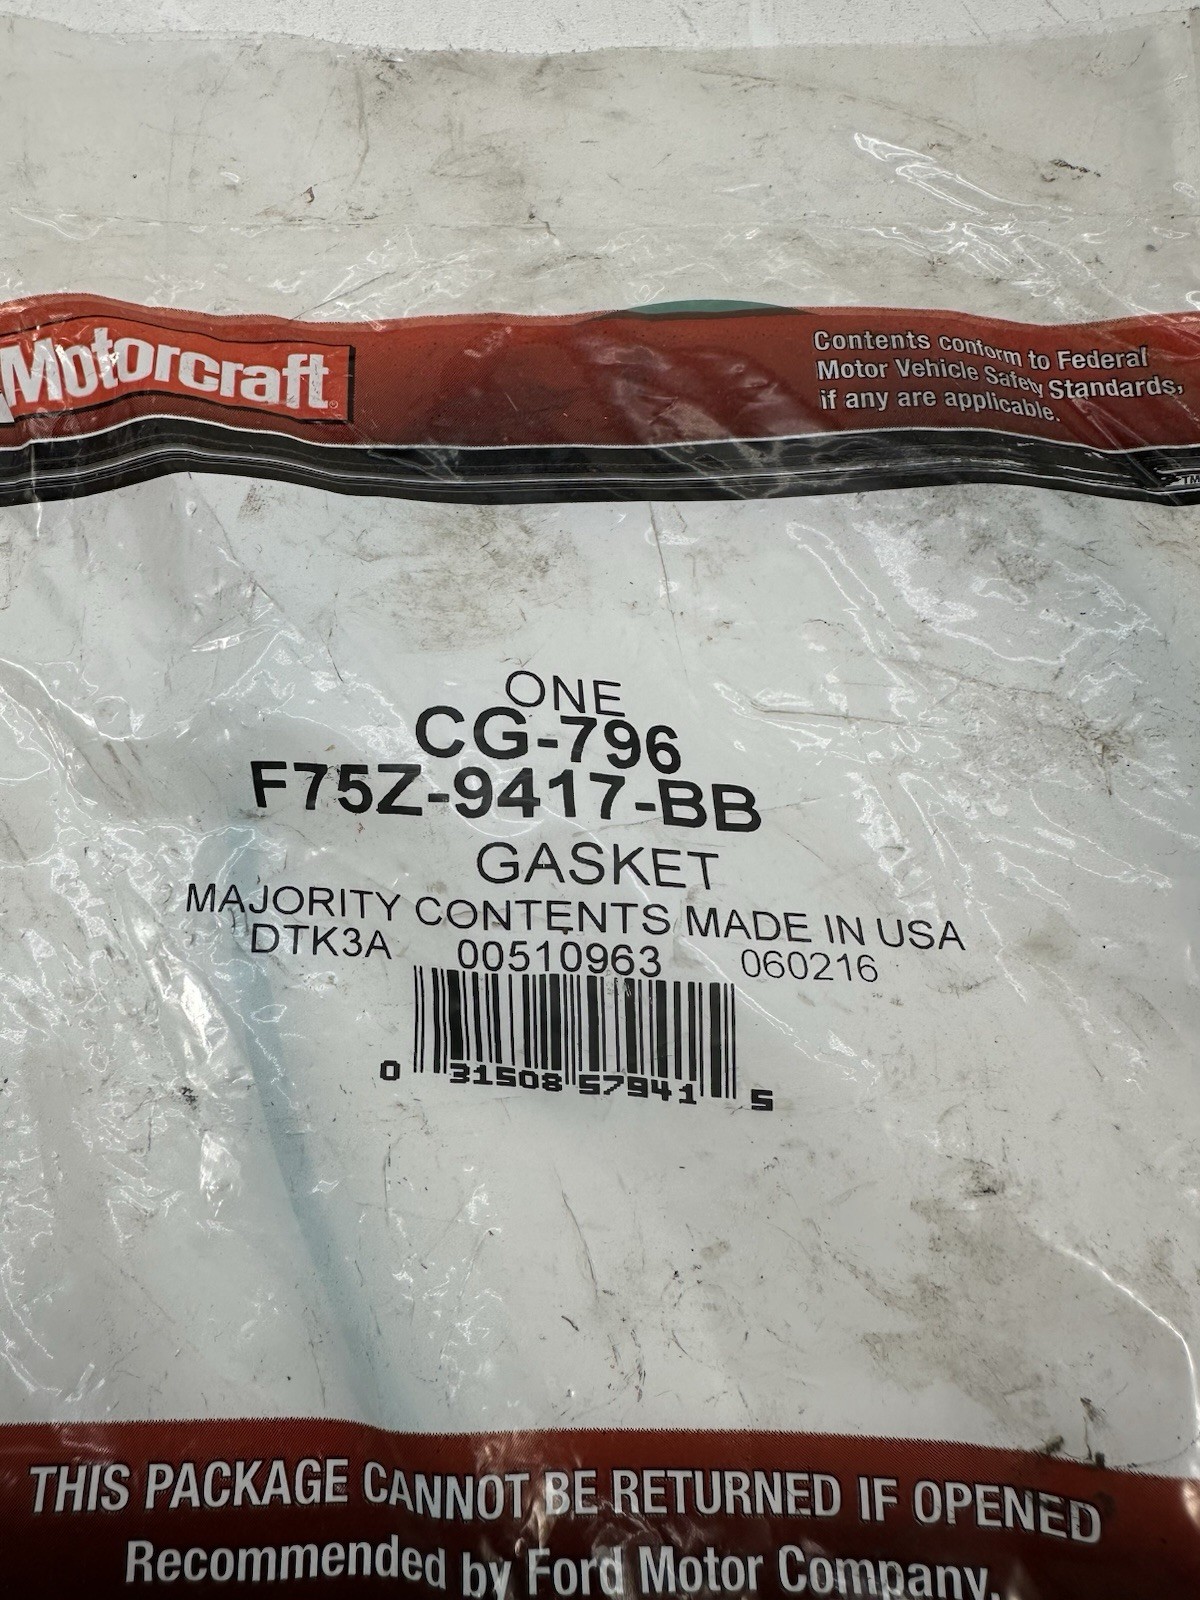 Motorcraft
Contents conform to Federal
Motor Vehicle Safety Standards,
if any are applicable.
TM
ONE
CG-796
F75Z-9417-BB
GASKET
MAJORITY CONTENTS MADE IN USA
DTK3A 00510963 060216
0 31508 57941 5
THIS PACKAGE CANNOT BE RETURNED IF OPENED
Recommended by Ford Motor Company.